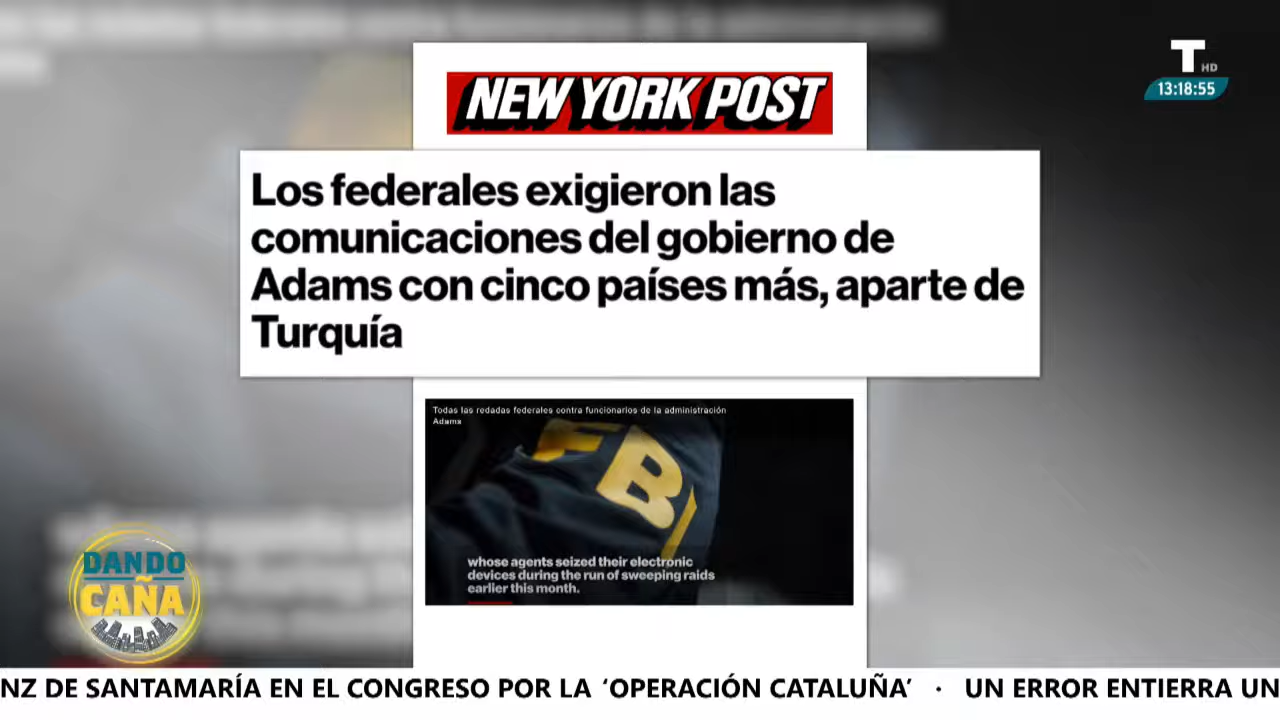 NEW YORK POST
T HD
13:18:55
Los federales exigieron las
comunicaciones del gobierno de
Adams con cinco países más, aparte de
Turquía
Todas las redadas federales contra funcionarios de la administración
Adams
FBI
whose agents seized their electronic
devices during the run of sweeping raids
earlier this month.
DANDO
CAÑA
NZ DE SANTAMARÍA EN EL CONGRESO POR LA ‘OPERACIÓN CATALUÑA’ · UN ERROR ENTIERRA UN